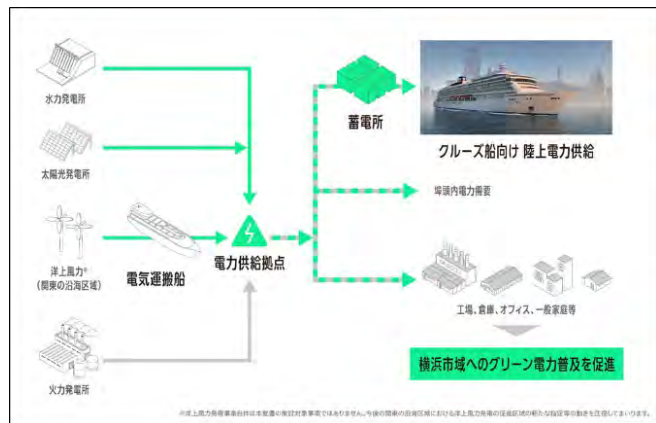 水力発電所
太陽光発電所
洋上風力※
（関東の沿海区域）
火力発電所
電気運搬船
電力供給拠点
蓄電所
クルーズ船向け 陸上電力供給
埠頭内電力需要
工場、倉庫、オフィス、一般家庭等
横浜市域へのグリーン電力普及を促進